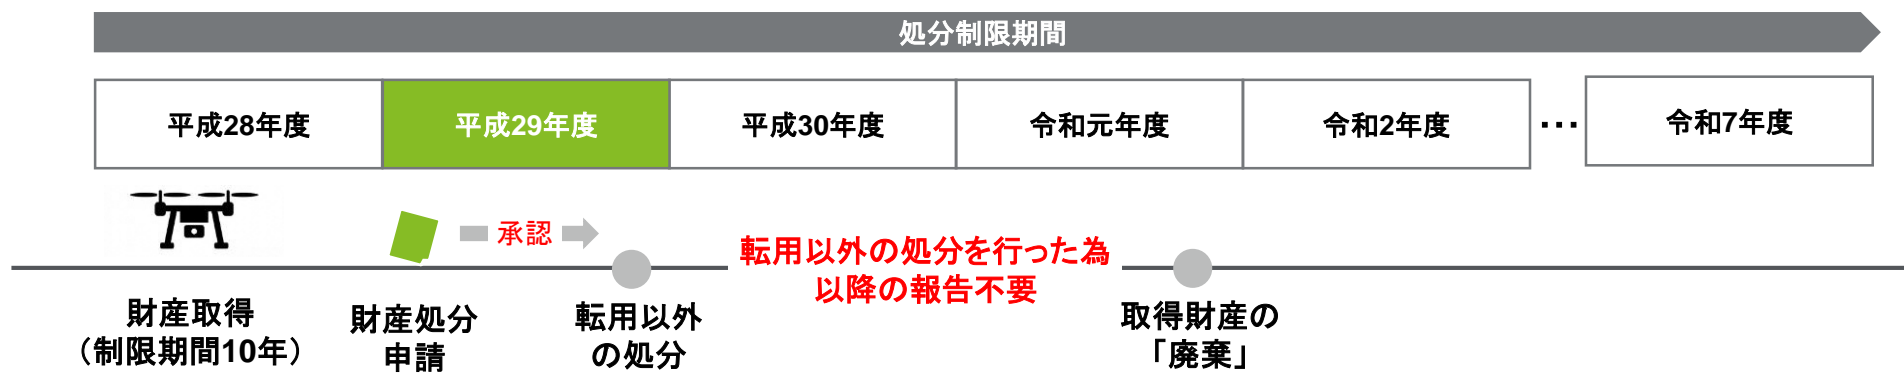 処分制限期間
平成28年度
平成29年度
平成30年度
令和元年度
令和2年度
…
令和7年度
承認
転用以外の処分を行った為
以降の報告不要
財産取得
（制限期間10年）
財産処分
申請
転用以外
の処分
取得財産の
「廃棄」